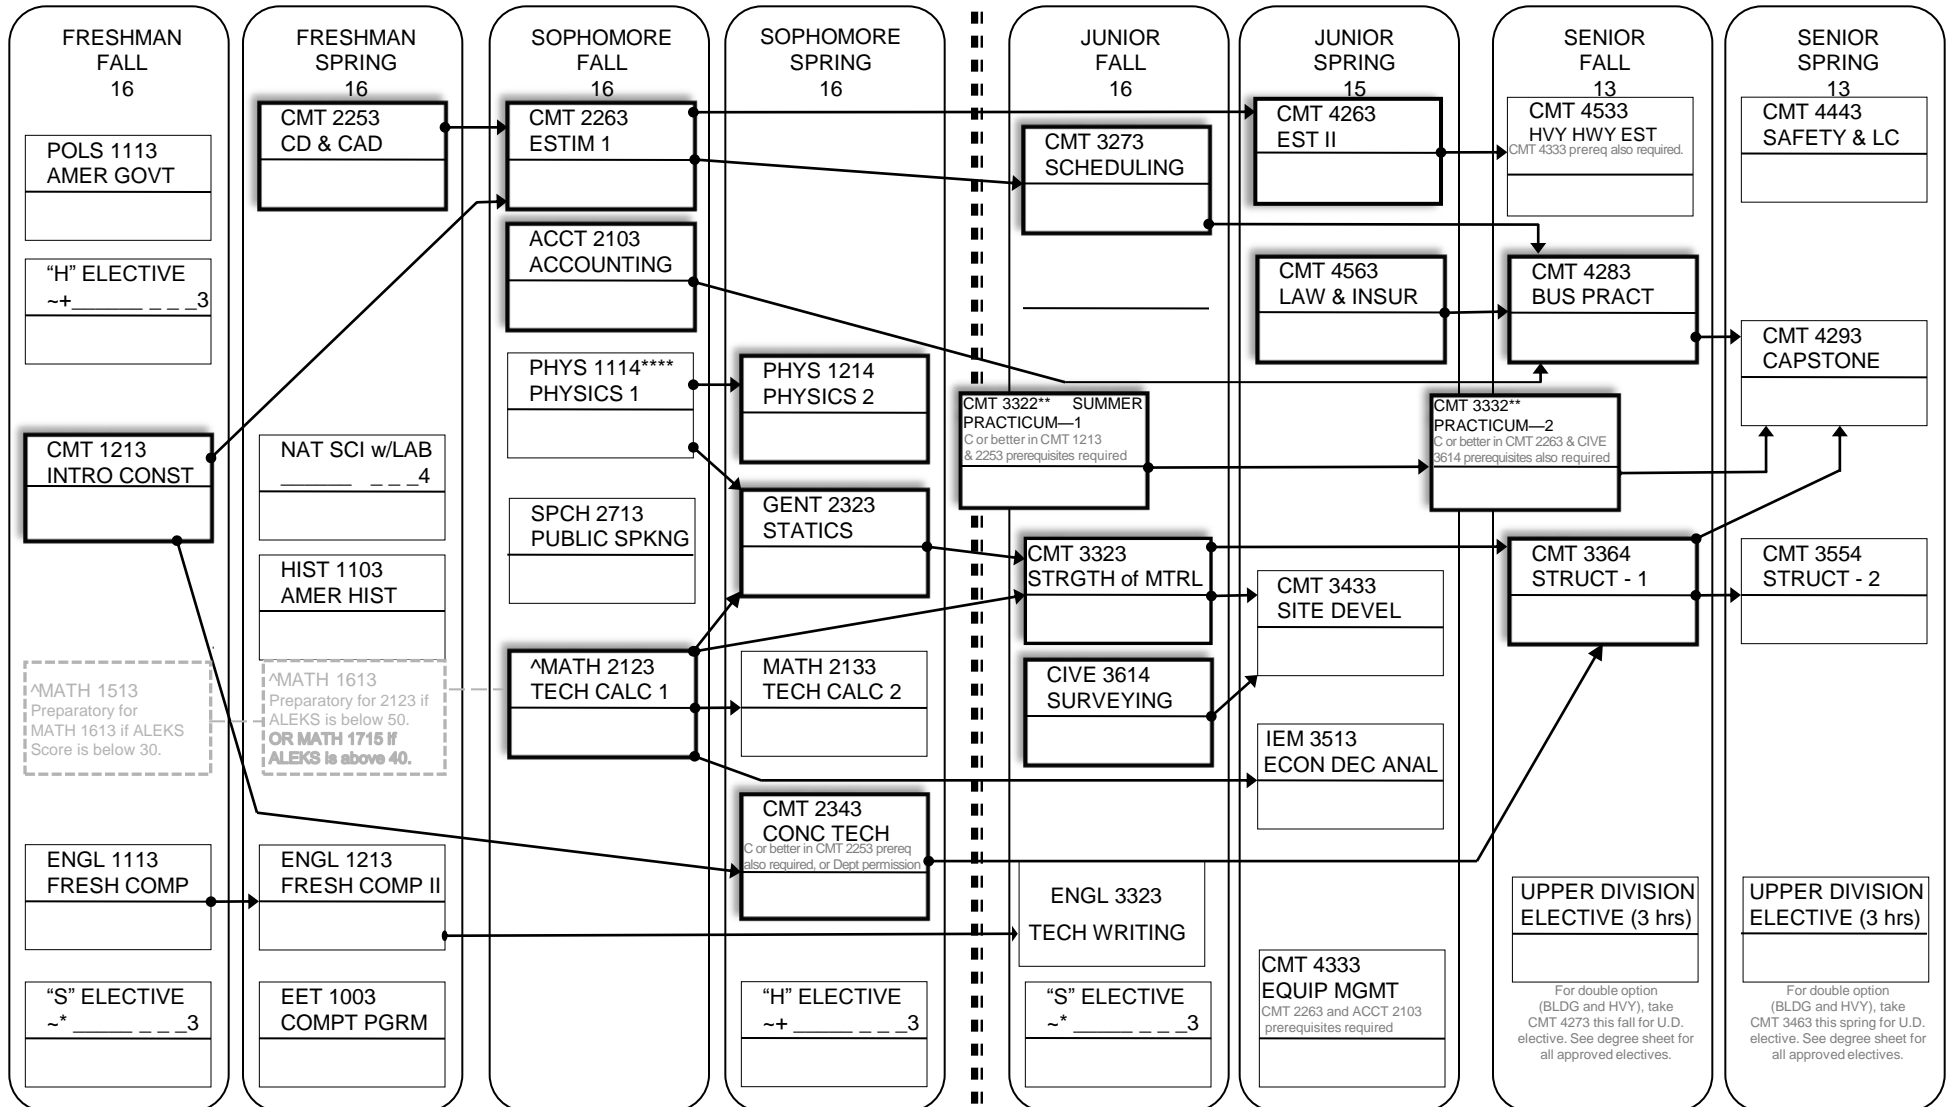 FRESHMAN
FALL
16
POLS 1113
AMER GOVT
“H” ELECTIVE
~+______ _ _ _3
CMT 1213
INTRO CONST
^MATH 1513
Preparatory for
MATH 1613 if ALEKS
Score is below 30.
ENGL 1113
FRESH COMP
“S” ELECTIVE
~* _____ _ _ _3
FRESHMAN
SPRING
16
CMT 2253
CD & CAD
NAT SCI w/LAB
______ _ _ _4
HIST 1103
AMER HIST
^MATH 1613
Preparatory for 2123 if
ALEKS is below 50.
OR MATH 1715 if
ALEKS is above 40.
ENGL 1213
FRESH COMP II
EET 1003
COMPT PGRM
SOPHOMORE
FALL
16
CMT 2263
ESTIM 1
ACCT 2103
ACCOUNTING
PHYS 1114****
PHYSICS 1
SPCH 2713
PUBLIC SPKNG
^MATH 2123
TECH CALC 1
SOPHOMORE
SPRING
16
PHYS 1214
PHYSICS 2
GENT 2323
STATICS
MATH 2133
TECH CALC 2
CMT 2343
CONC TECH
C or better in CMT 2253 prereq
also required, or Dept permission
“H” ELECTIVE
~+ _____ _ _ _3
JUNIOR
FALL
16
CMT 3273
SCHEDULING
CMT 3322** SUMMER
PRACTICUM—1
C or better in CMT 1213
& 2253 prerequisites required
CMT 3323
STRGTH of MTRL
CIVE 3614
SURVEYING
ENGL 3323
TECH WRITING
“S” ELECTIVE
~* _____ _ _ _3
JUNIOR
SPRING
15
CMT 4263
EST II
CMT 4563
LAW & INSUR
CMT 3332**
PRACTICUM—2
C or better in CMT 2263 & CIVE
3614 prerequisites also required
CMT 3433
SITE DEVEL
IEM 3513
ECON DEC ANAL
CMT 4333
EQUIP MGMT
CMT 2263 and ACCT 2103
prerequisites required
SENIOR
FALL
13
CMT 4533
HVY HWY EST
CMT 4333 prereq also required.
CMT 4283
BUS PRACT
CMT 3364
STRUCT - 1
UPPER DIVISION
ELECTIVE (3 hrs)
For double option
(BLDG and HVY), take
CMT 4273 this fall for U.D.
elective. See degree sheet for
all approved electives.
SENIOR
SPRING
13
CMT 4443
SAFETY & LC
CMT 4293
CAPSTONE
CMT 3554
STRUCT - 2
UPPER DIVISION
ELECTIVE (3 hrs)
For double option
(BLDG and HVY), take
CMT 3463 this spring for U.D.
elective. See degree sheet for
all approved electives.